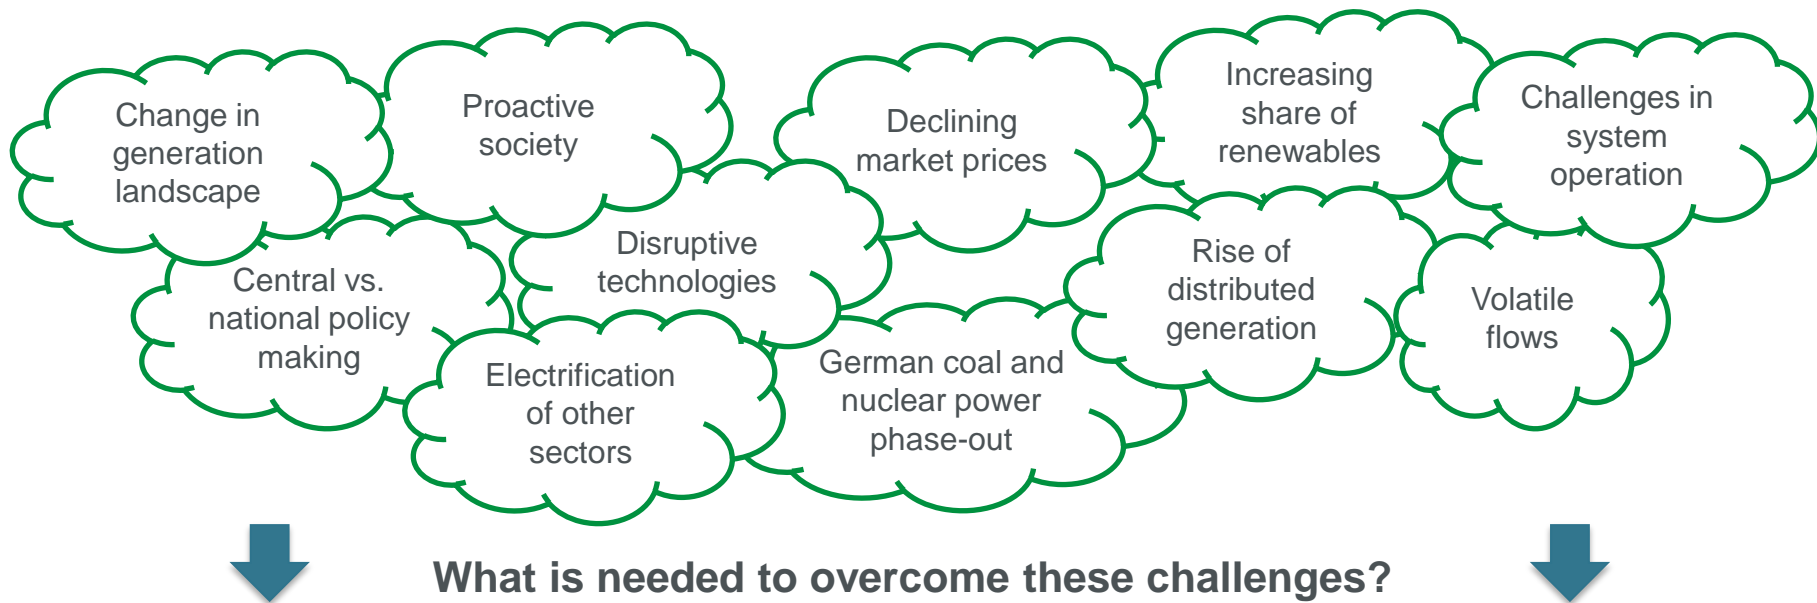 Change in
generation
landscape
Proactive
society
Declining
market prices
Increasing
share of
renewables
Challenges in
system
operation
Central vs.
national policy
making
Disruptive
technologies
Rise of
distributed
generation
Volatile
flows
Electrification
of other
sectors
German coal and
nuclear power
phase-out
What is needed to overcome these challenges?